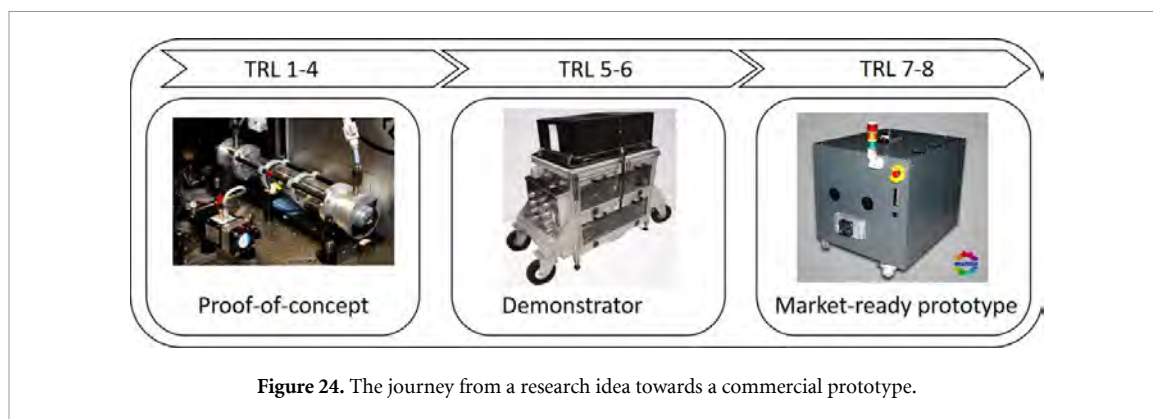 TRL 1-4
TRL 5-6
TRL 7-8
Proof-of-concept
Demonstrator
Market-ready prototype
Figure 24. The journey from a research idea towards a commercial prototype.